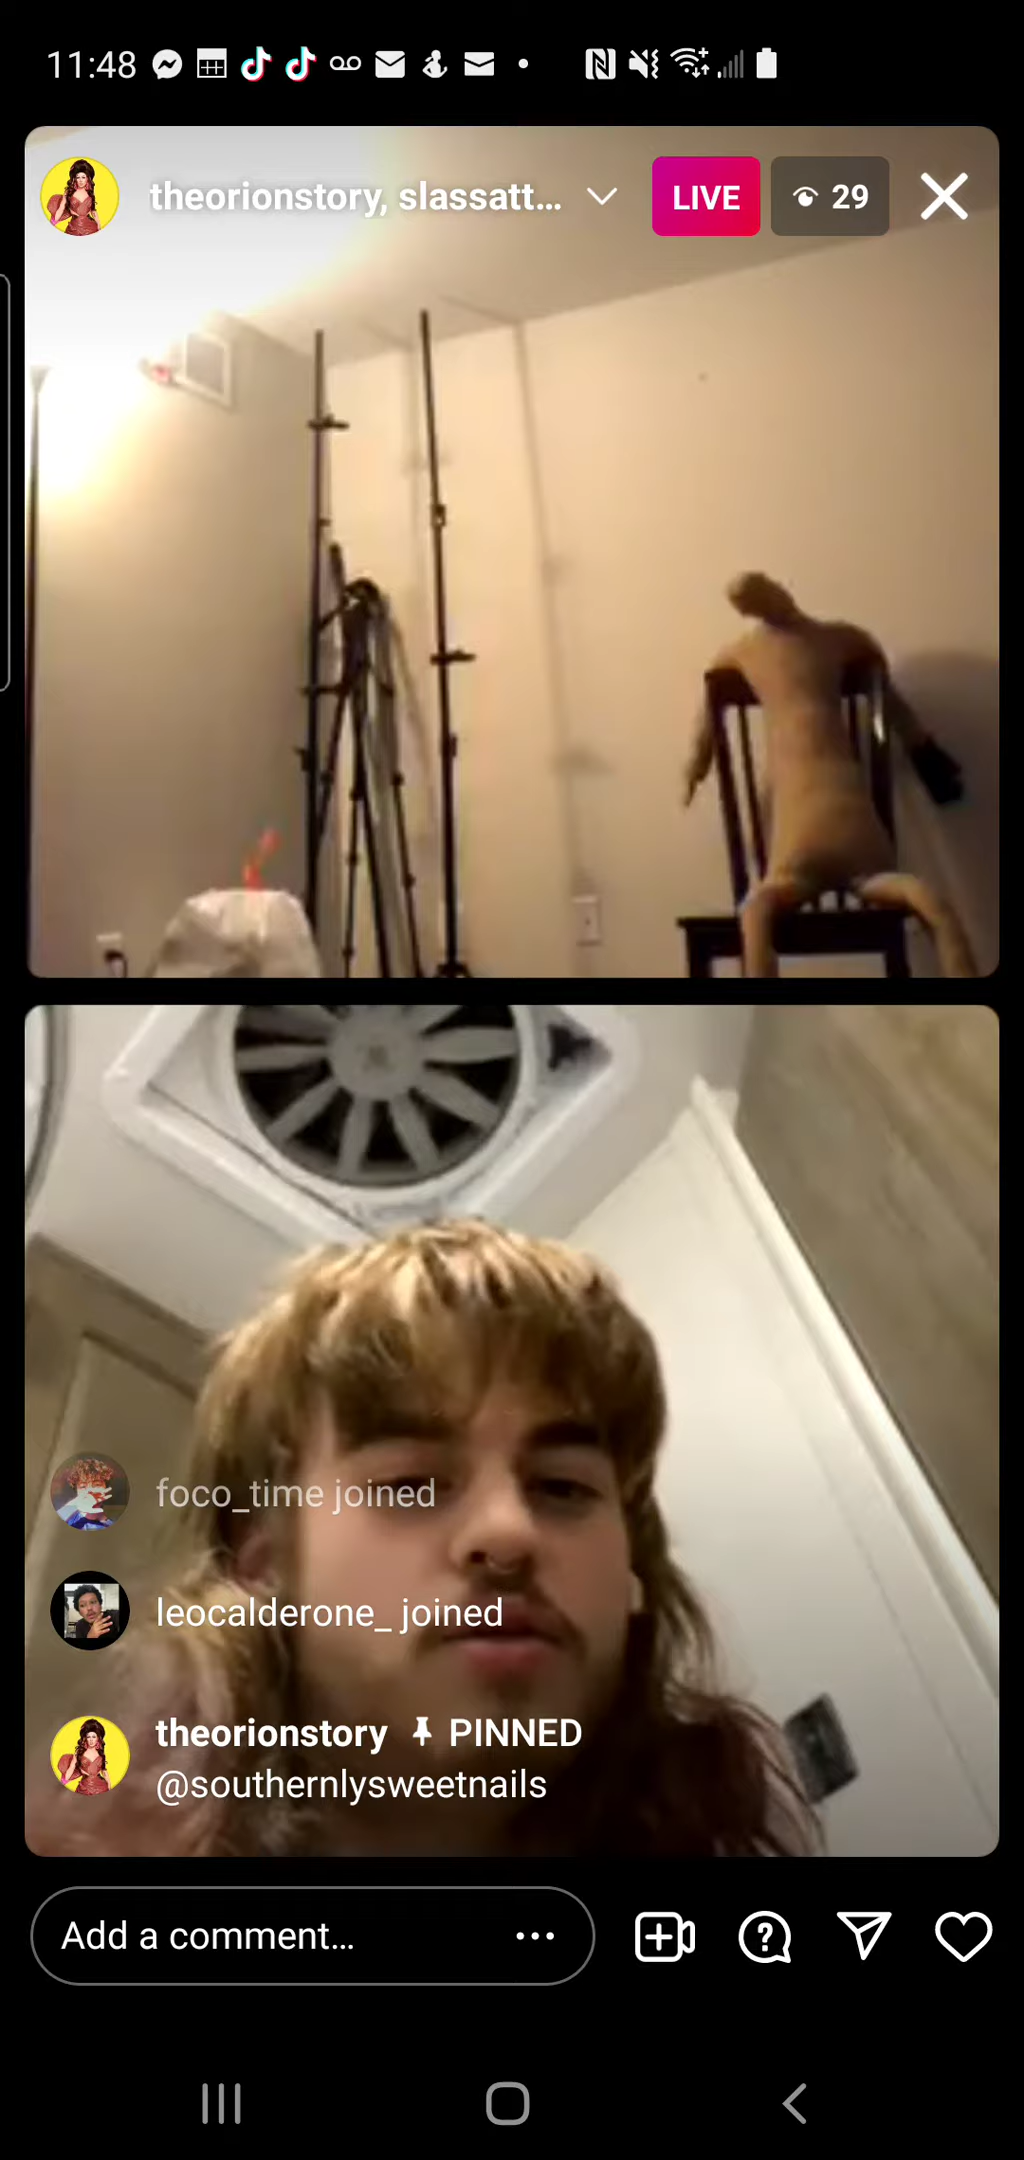 11:48
theorionstory, slassatt...
LIVE
29
foco_time joined
leocalderone_ joined
theorionstory PINNED
@southernlysweetnails
Add a comment...